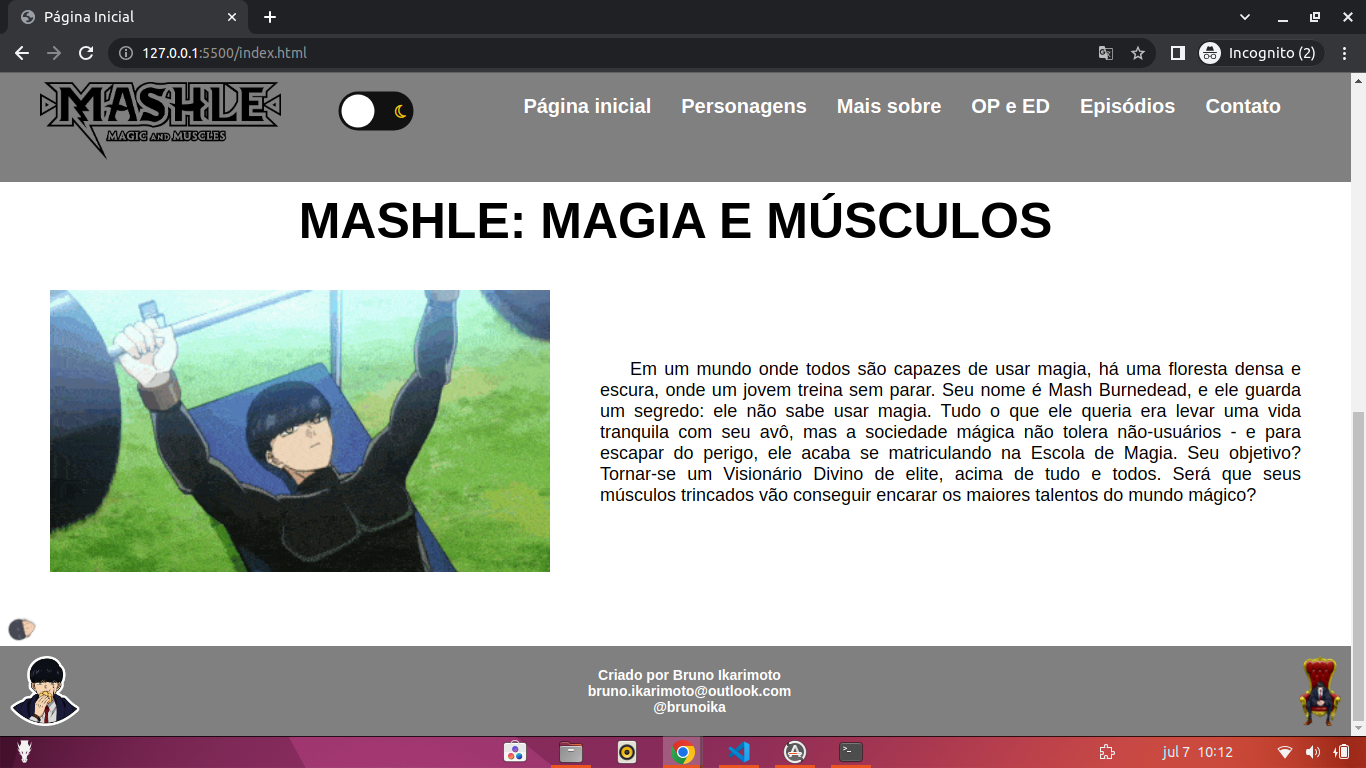 Página Inicial
127.0.0.1:5500/index.html
Incognito (2)
MASHLE
MAGIC AND MUSCLES
Página inicial Personagens Mais sobre OP e ED Episódios Contato
MASHLE: MAGIA E MÚSCULOS
Em um mundo onde todos são capazes de usar magia, há uma floresta densa e
escura, onde um jovem treina sem parar. Seu nome é Mash Burnedead, e ele guarda
um segredo: ele não sabe usar magia. Tudo o que ele queria era levar uma vida
tranquila com seu avô, mas a sociedade mágica não tolera não-usuários - e para
escapar do perigo, ele acaba se matriculando na Escola de Magia. Seu objetivo?
Tornar-se um Visionário Divino de elite, acima de tudo e todos. Será que seus
músculos trincados vão conseguir encarar os maiores talentos do mundo mágico?
Criado por Bruno Ikarimoto
bruno.ikarimoto@outlook.com
@brunoika
jul 7 10:12